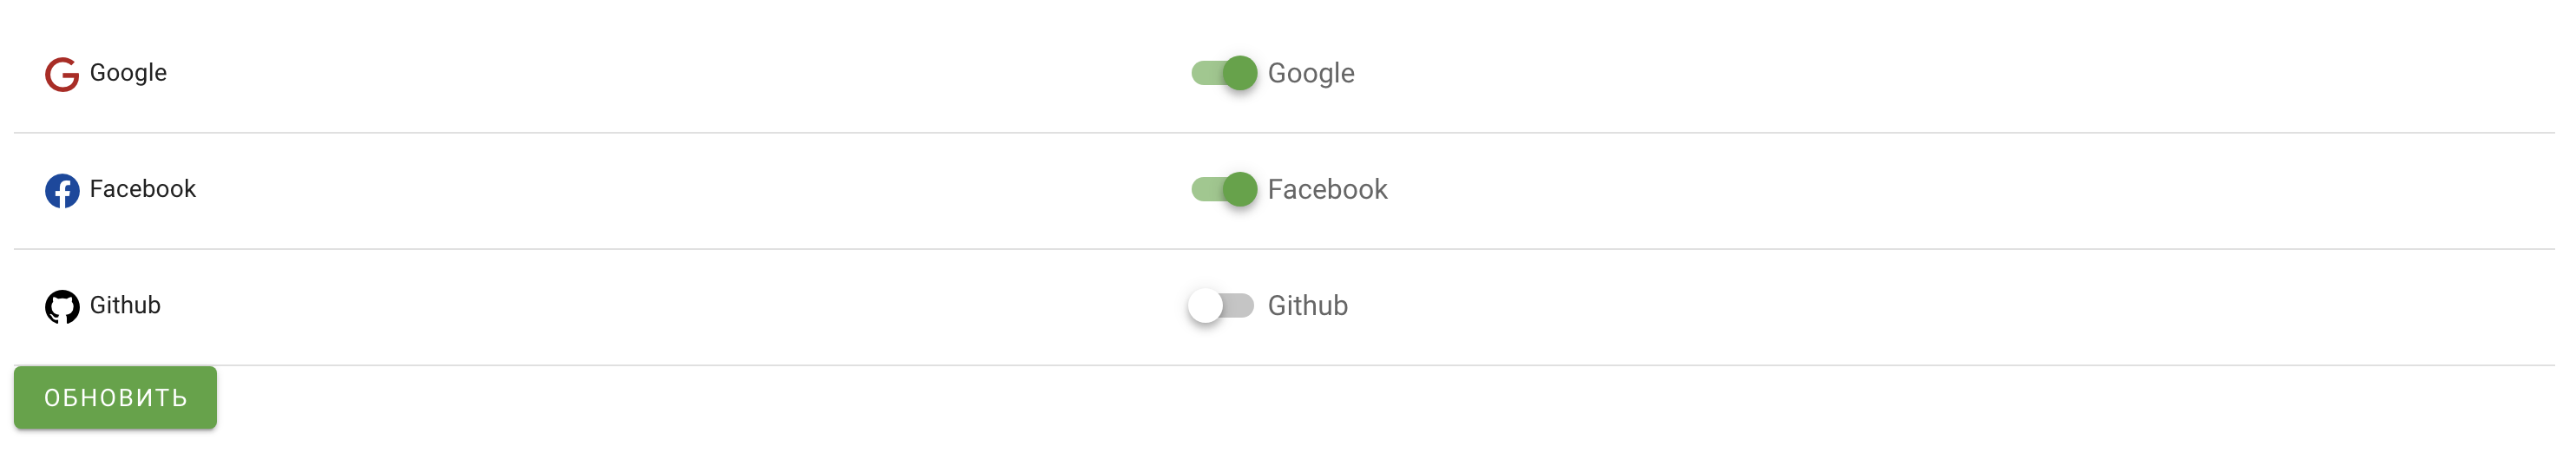 Google Google
Facebook Facebook
Github Github
ОБНОВИТЬ